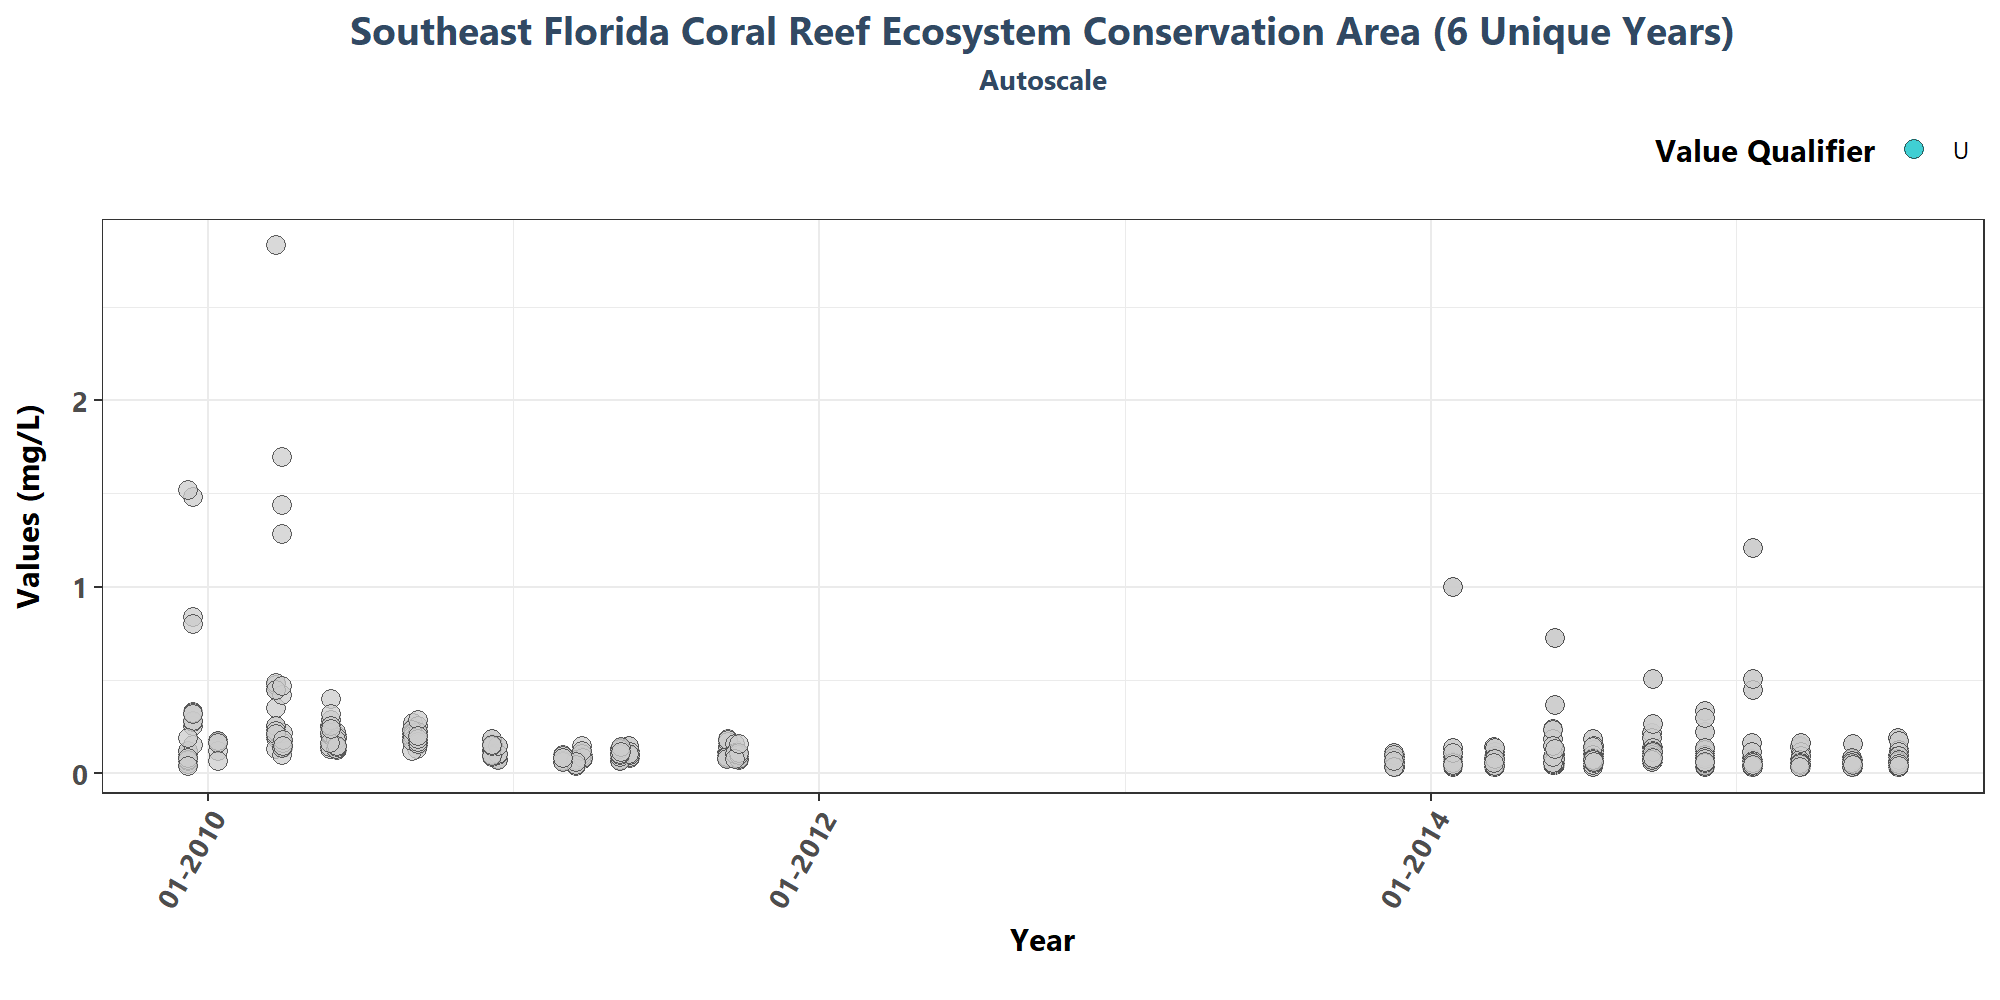 Southeast Florida Coral Reef Ecosystem Conservation Area (6 Unique Years)
Autoscale
Value Qualifier U
Values (mg/L)
2
1
0
01-2010
01-2012
01-2014
Year